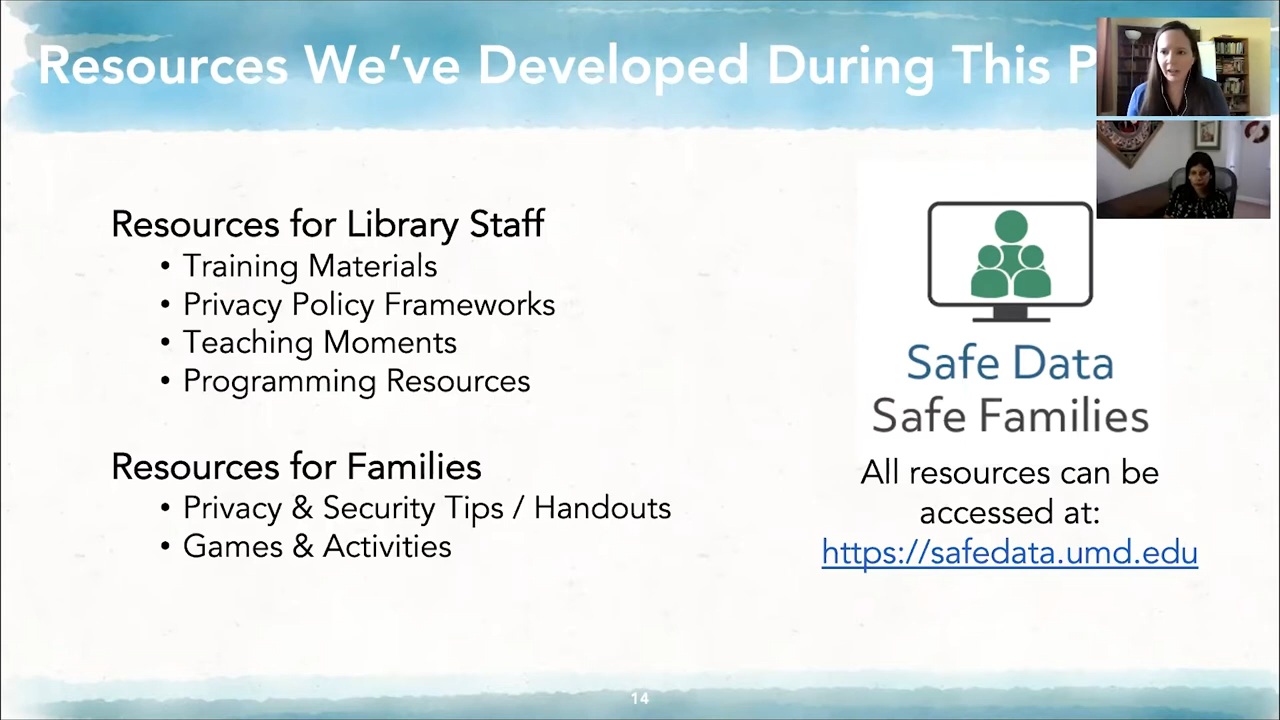 Resources We've Developed During This
Resources for Library Staff
• Training Materials
• Privacy Policy Frameworks
• Teaching Moments
• Programming Resources
Resources for Families
• Privacy & Security Tips / Handouts
• Games & Activities
Safe Data
Safe Families
All resources can be
accessed at:
https://safedata.umd.edu
14